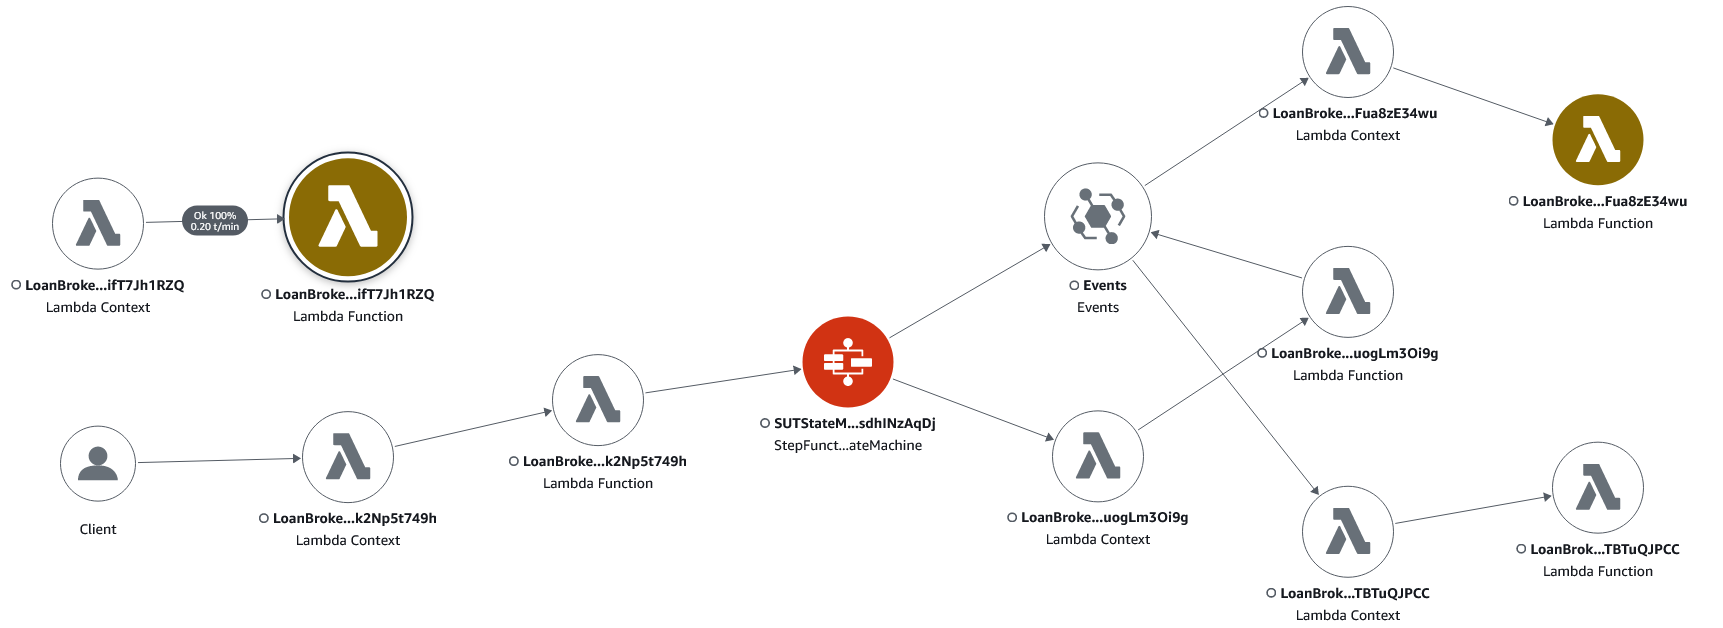 LoanBroke...Fua8zE34wu
Lambda Context
LoanBroke...Fua8zE34wu
Lambda Function
Ok 100%
0.20 t/min
LoanBroke...ifT7Jh1RZQ
Lambda Context
LoanBroke...ifT7Jh1RZQ
Lambda Function
Events
Events
LoanBroke...uogLm3Oi9g
Lambda Function
SUTStateM...sdhINzAqDj
StepFunct...ateMachine
LoanBroke...k2Np5t749h
Lambda Function
Client
LoanBroke...k2Np5t749h
Lambda Context
LoanBroke...uogLm3Oi9g
Lambda Context
LoanBrok...TBTuQJPCC
Lambda Function
LoanBrok...TBTuQJPCC
Lambda Context